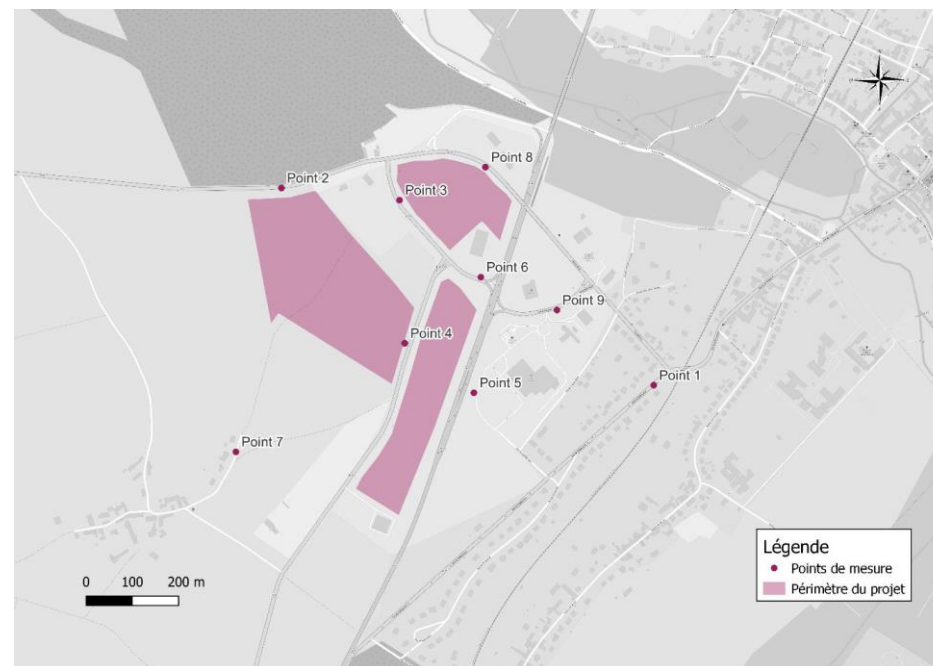 Point 8
Point 2
Point 3
Point 6
Point 9
Point 4
Point 1
Point 5
Point 7
Légende
Points de mesure
Périmètre du projet
0 100 200 m